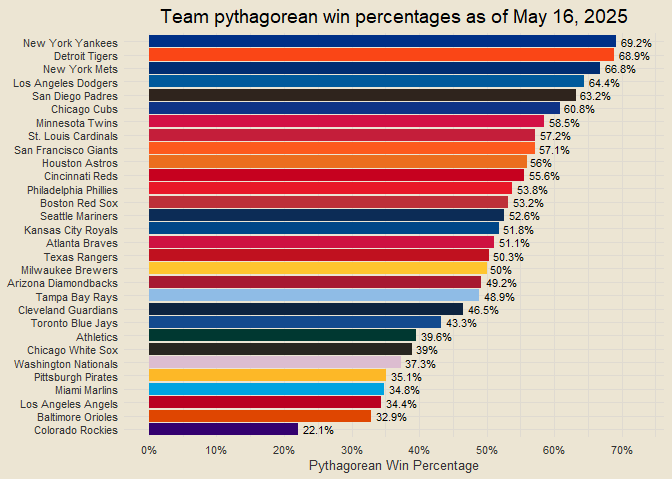 Team pythagorean win percentages as of May 16, 2025
New York Yankees 69.2%
Detroit Tigers 68.9%
New York Mets 66.8%
Los Angeles Dodgers 64.4%
San Diego Padres 63.2%
Chicago Cubs 60.8%
Minnesota Twins 58.5%
St. Louis Cardinals 57.2%
San Francisco Giants 57.1%
Houston Astros 56%
Cincinnati Reds 55.6%
Philadelphia Phillies 53.8%
Boston Red Sox 53.2%
Seattle Mariners 52.6%
Kansas City Royals 51.8%
Atlanta Braves 51.1%
Texas Rangers 50.3%
Milwaukee Brewers 50%
Arizona Diamondbacks 49.2%
Tampa Bay Rays 48.9%
Cleveland Guardians 46.5%
Toronto Blue Jays 43.3%
Athletics 39.6%
Chicago White Sox 39%
Washington Nationals 37.3%
Pittsburgh Pirates 35.1%
Miami Marlins 34.8%
Los Angeles Angels 34.4%
Baltimore Orioles 32.9%
Colorado Rockies 22.1%
0% 10% 20% 30% 40% 50% 60% 70%
Pythagorean Win Percentage